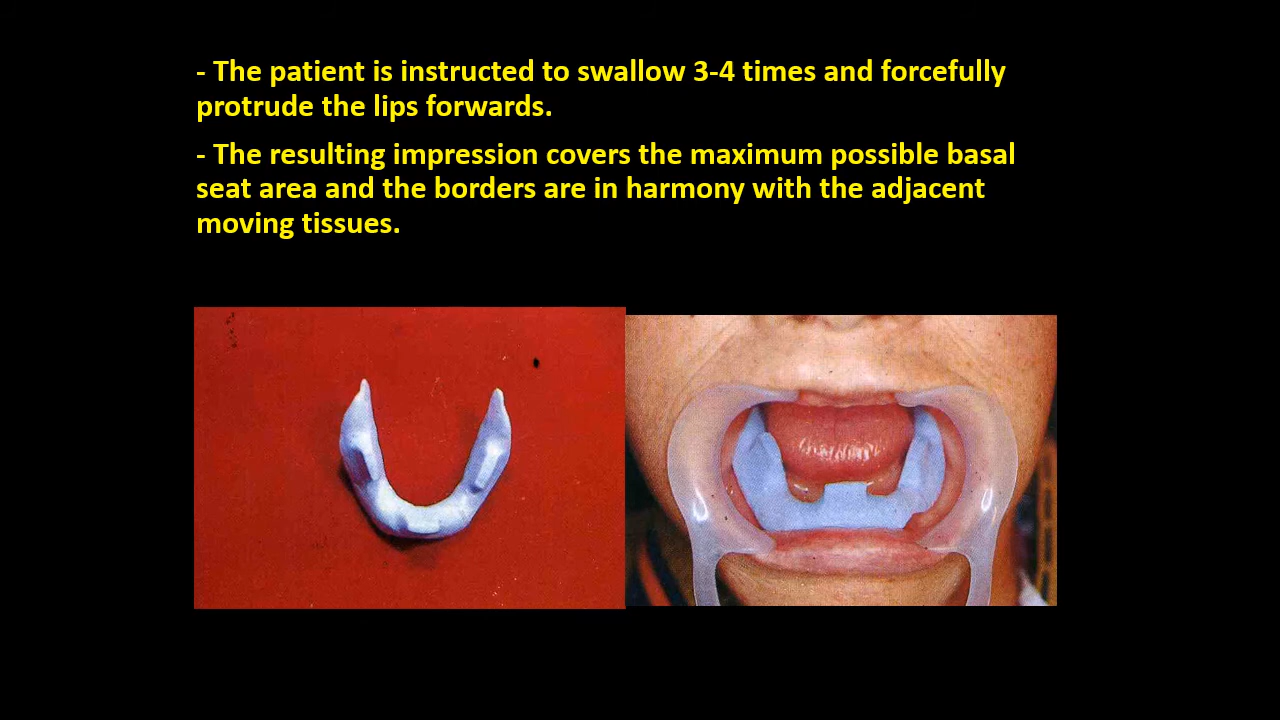 - The patient is instructed to swallow 3-4 times and forcefully
protrude the lips forwards.
- The resulting impression covers the maximum possible basal
seat area and the borders are in harmony with the adjacent
moving tissues.